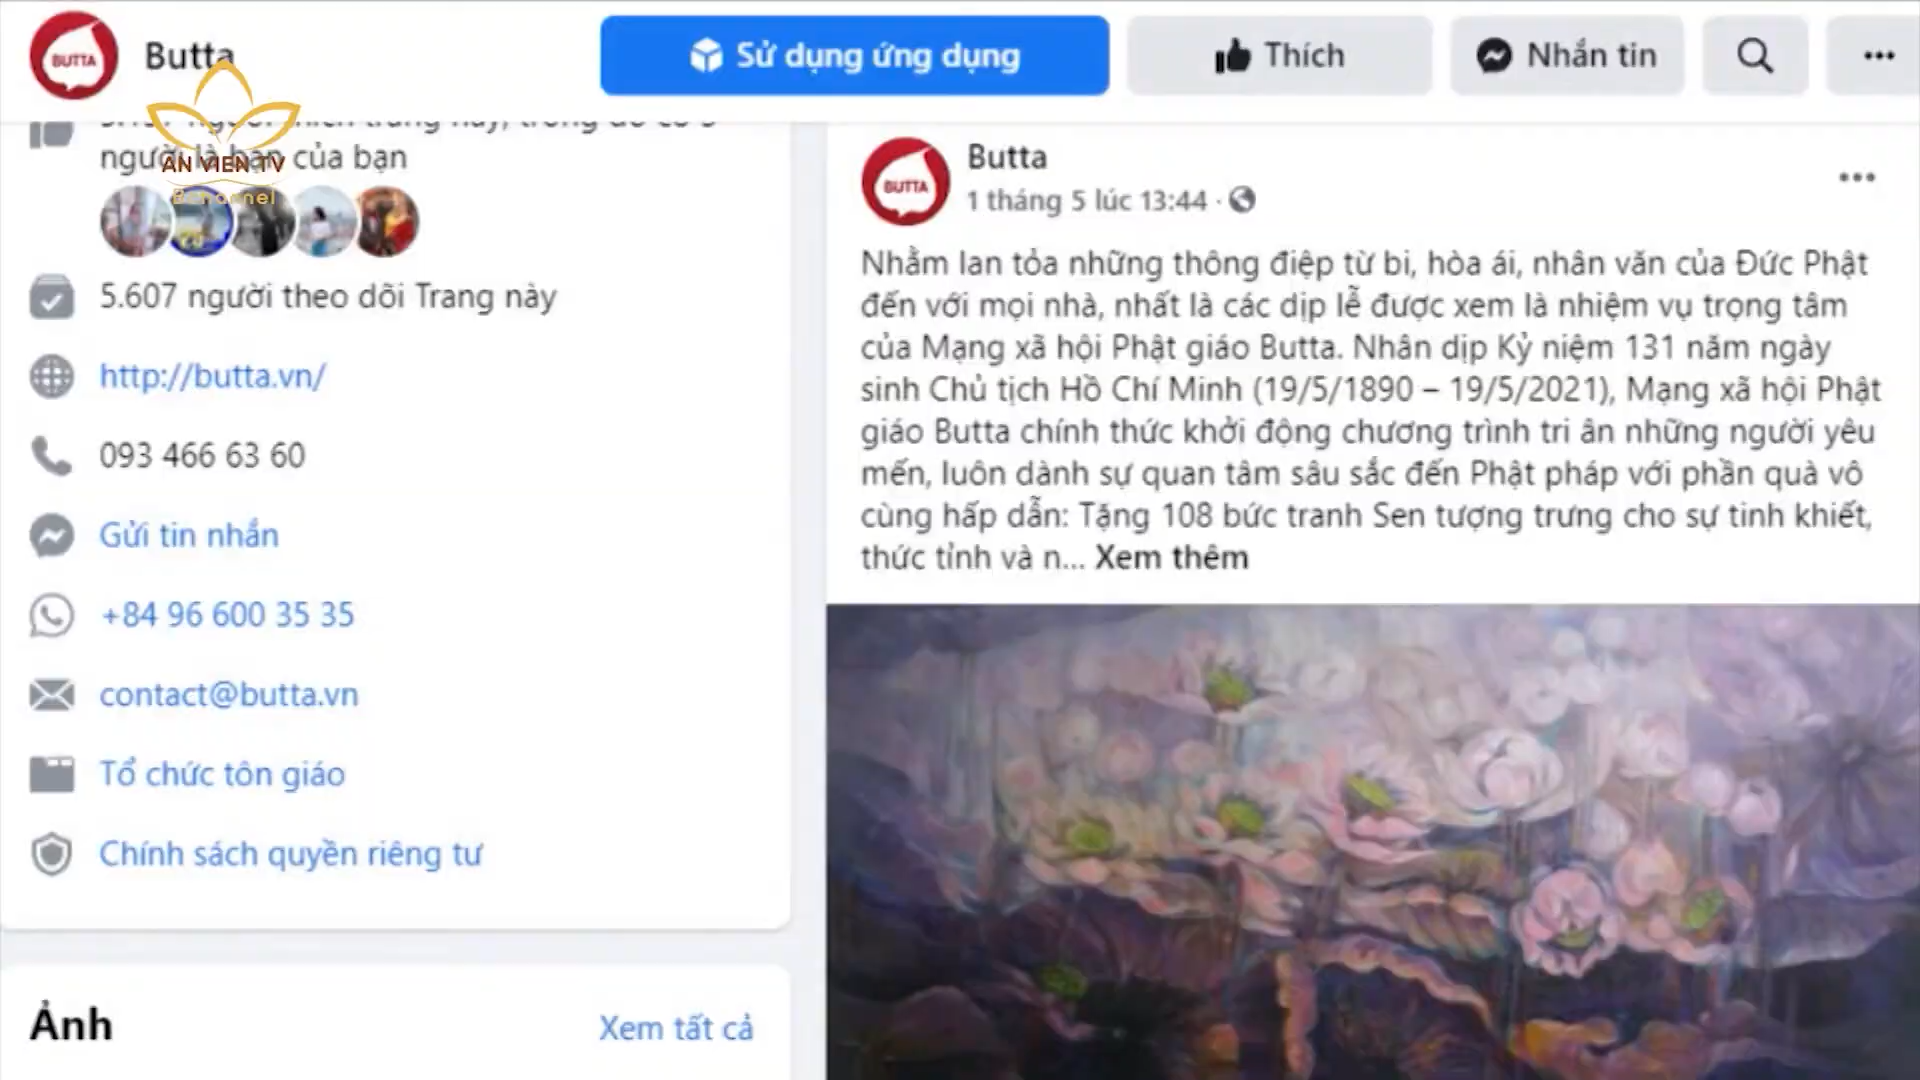 BUTTA
Butta
Sử dụng ứng dụng
Thích
Nhắn tin
người là bạn của bạn
AN VIEN TV
Bchannel
5.607 người theo dõi Trang này
http://butta.vn/
093 466 63 60
Gửi tin nhắn
+84 96 600 35 35
contact@butta.vn
Tổ chức tôn giáo
Chính sách quyền riêng tư
Ảnh
Xem tất cả
BUTTA
Butta
1 tháng 5 lúc 13:44 ·
Nhằm lan tỏa những thông điệp từ bi, hòa ái, nhân văn của Đức Phật
đến với mọi nhà, nhất là các dịp lễ được xem là nhiệm vụ trọng tâm
của Mạng xã hội Phật giáo Butta. Nhân dịp Kỷ niệm 131 năm ngày
sinh Chủ tịch Hồ Chí Minh (19/5/1890 – 19/5/2021), Mạng xã hội Phật
giáo Butta chính thức khởi động chương trình tri ân những người yêu
mến, luôn dành sự quan tâm sâu sắc đến Phật pháp với phần quà vô
cùng hấp dẫn: Tặng 108 bức tranh Sen tượng trưng cho sự tinh khiết,
thức tỉnh và n... Xem thêm